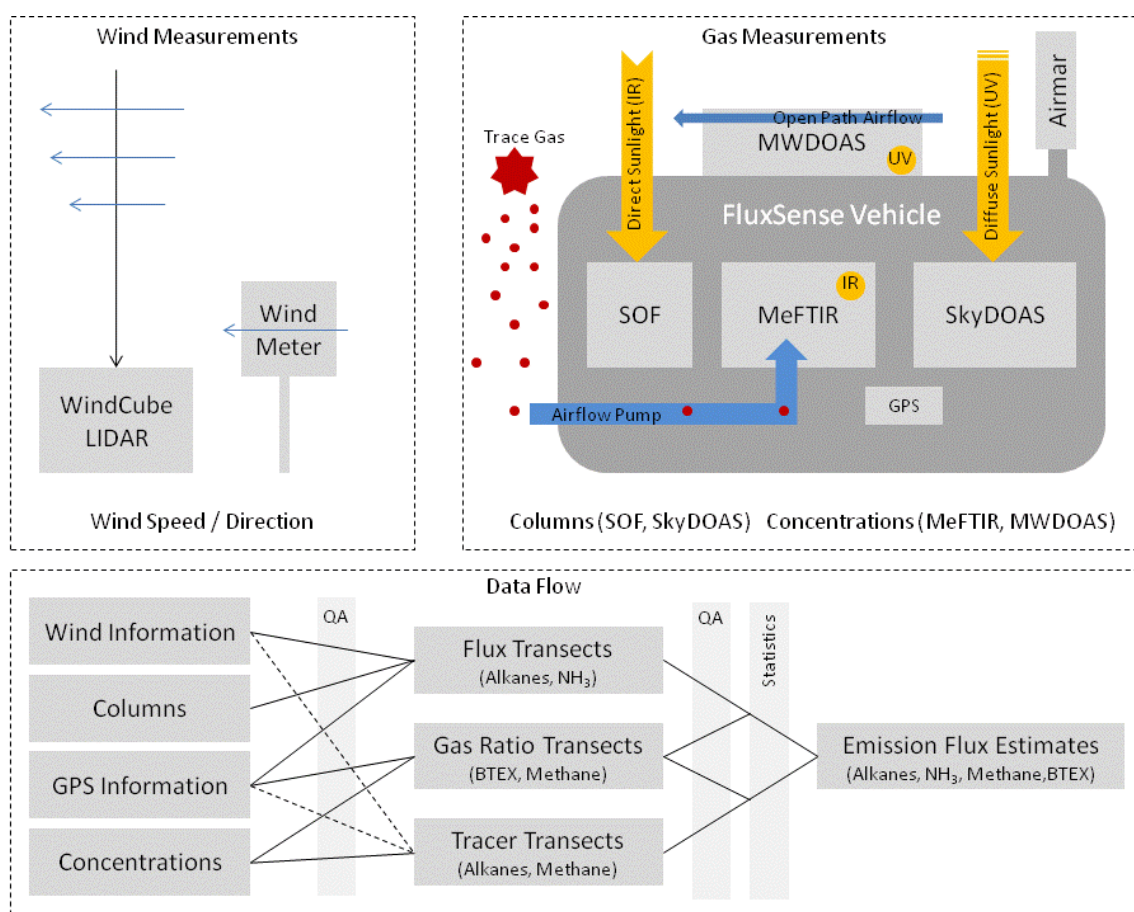 Wind Measurements
Wind
Meter
WindCube
LIDAR
Wind Speed / Direction
Gas Measurements
Trace Gas
Direct Sunlight (IR)
Open Path Airflow
MWDOAS
UV
Diffuse Sunlight (UV)
Airmar
FluxSense Vehicle
SOF
MeFTIR
IR
SkyDOAS
GPS
Airflow Pump
Columns (SOF, SkyDOAS) Concentrations (MeFTIR, MWDOAS)
Data Flow
Wind Information
Columns
GPS Information
Concentrations
QA
Flux Transects
(Alkanes, NH₃)
Gas Ratio Transects
(BTEX, Methane)
Tracer Transects
(Alkanes, Methane)
QA
Statistics
Emission Flux Estimates
(Alkanes, NH₃, Methane,BTEX)